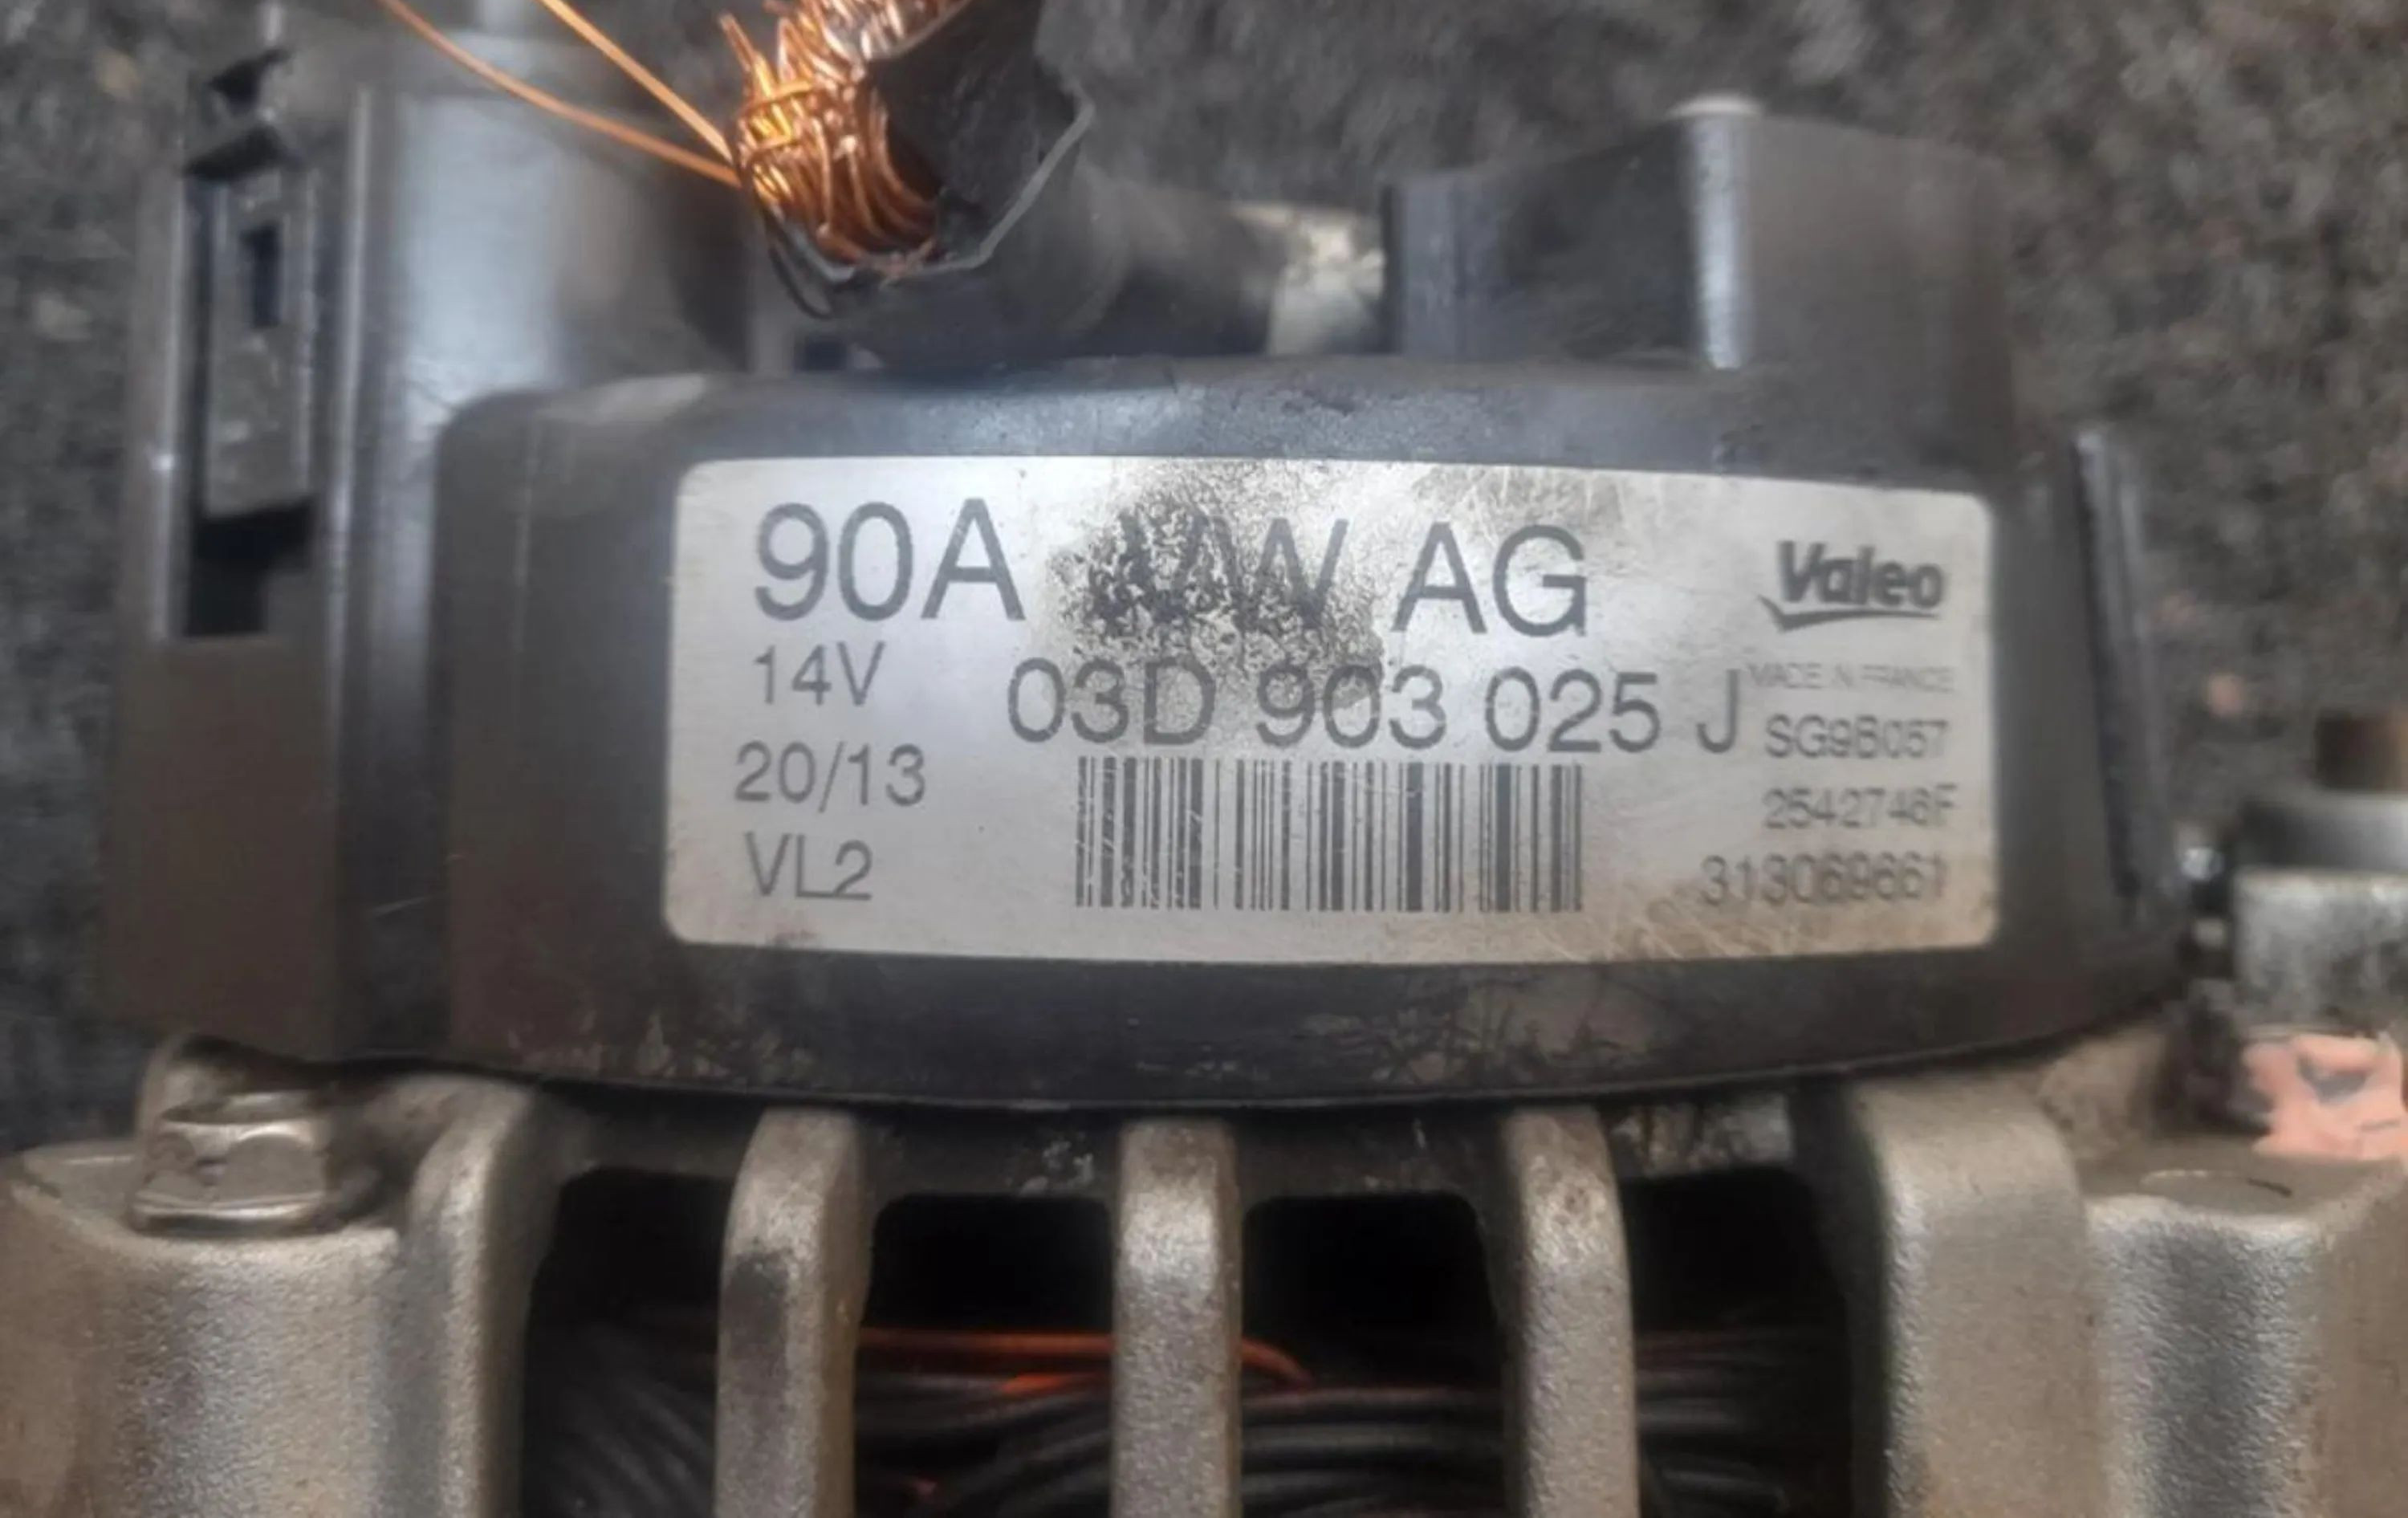 90A VW AG
Valeo
14V
03D 903 025 J
MADE IN FRANCE
20/13
SG9B057
2542746F
VL2
313069661